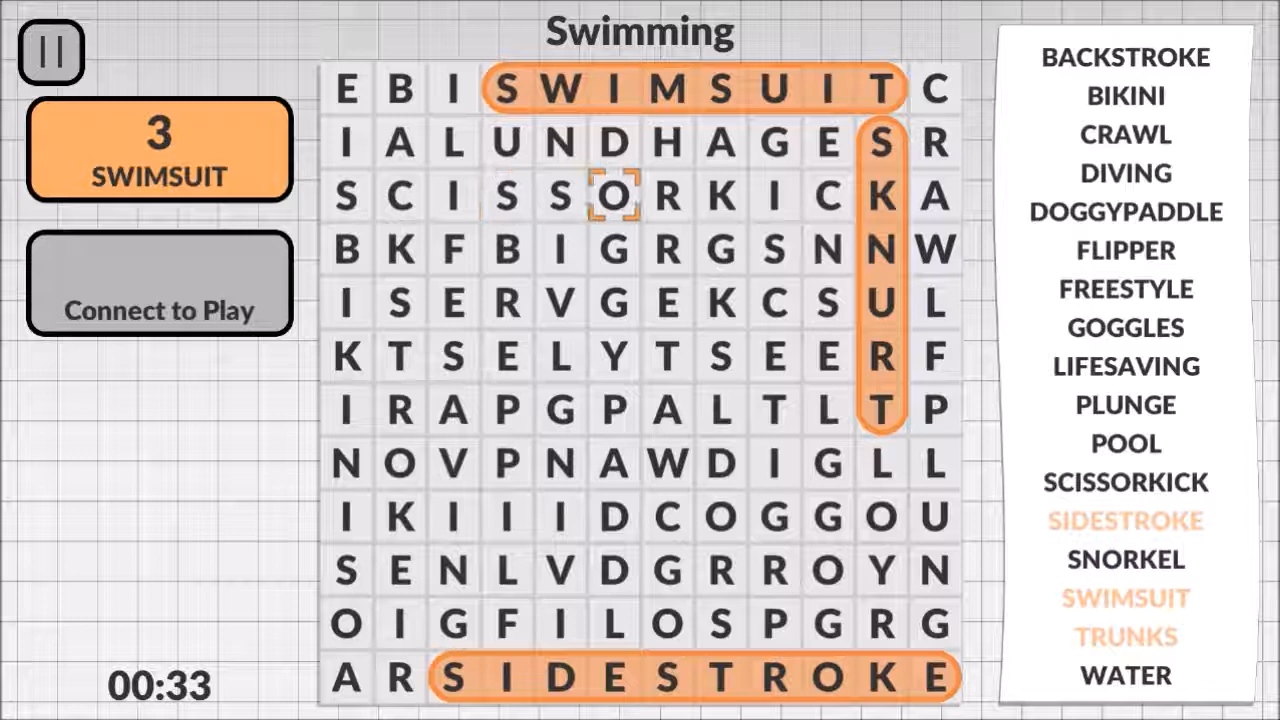 Swimming
3
SWIMSUIT
Connect to Play
00:33
E B I S W I M S U I T C
I A L U N D H A G E S R
S C I S S O R K I C K A
B K F B I G R G S N N W
I S E R V G E K C S U L
K T S E L Y T S E E R F
I R A P G P A L T L T P
N O V P N A W D I G L L
I K I I I D C O G G O U
S E N L V D G R R O Y N
O I G F I L O S P G R G
A R S I D E S T R O K E
BACKSTROKE
BIKINI
CRAWL
DIVING
DOGGYPADDLE
FLIPPER
FREESTYLE
GOGGLES
LIFESAVING
PLUNGE
POOL
SCISSORKICK
SIDESTROKE
SNORKEL
SWIMSUIT
TRUNKS
WATER